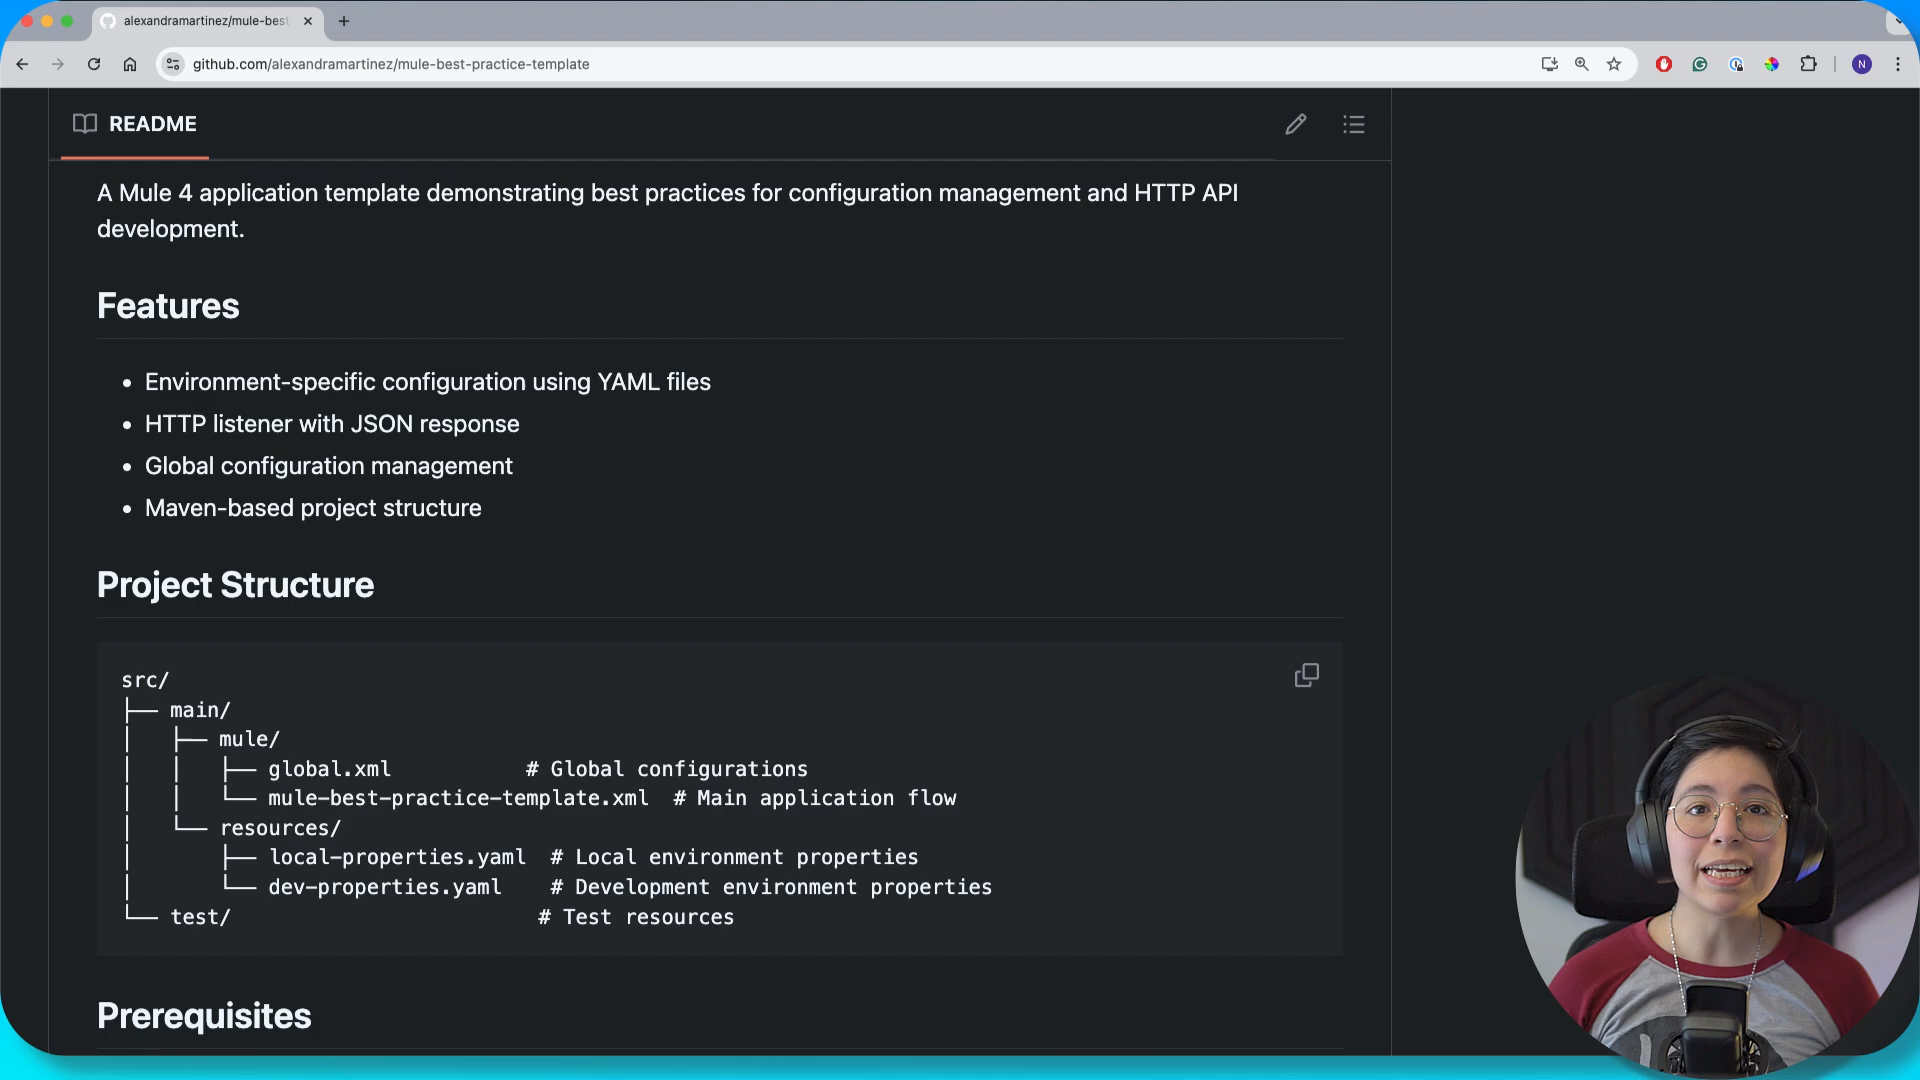 alexandramartinez/mule-best
github.com/alexandramartinez/mule-best-practice-template
N
README
A Mule 4 application template demonstrating best practices for configuration management and HTTP API
development.
Features
• Environment-specific configuration using YAML files
• HTTP listener with JSON response
• Global configuration management
• Maven-based project structure
Project Structure
src/
├── main/
│   ├── mule/
│   │   ├── global.xml           # Global configurations
│   │   └── mule-best-practice-template.xml  # Main application flow
│   └── resources/
│       ├── local-properties.yaml  # Local environment properties
│       └── dev-properties.yaml    # Development environment properties
└── test/                         # Test resources
Prerequisites